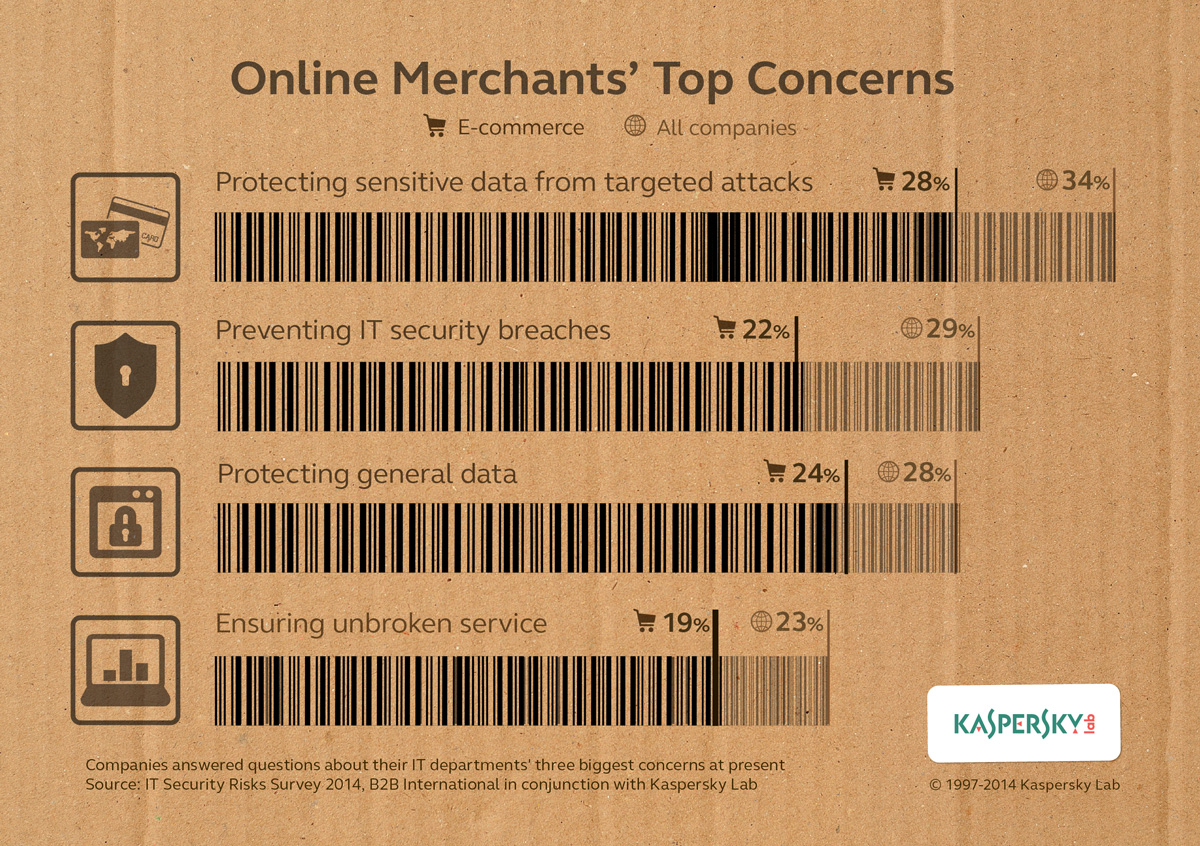 Online Merchants’ Top Concerns
E-commerce All companies
Protecting sensitive data from targeted attacks 28% 34%
CARD
Preventing IT security breaches 22% 29%
Protecting general data 24% 28%
Ensuring unbroken service 19% 23%
KASPERSKY lab
Companies answered questions about their IT departments' three biggest concerns at present
Source: IT Security Risks Survey 2014, B2B International in conjunction with Kaspersky Lab
© 1997-2014 Kaspersky Lab